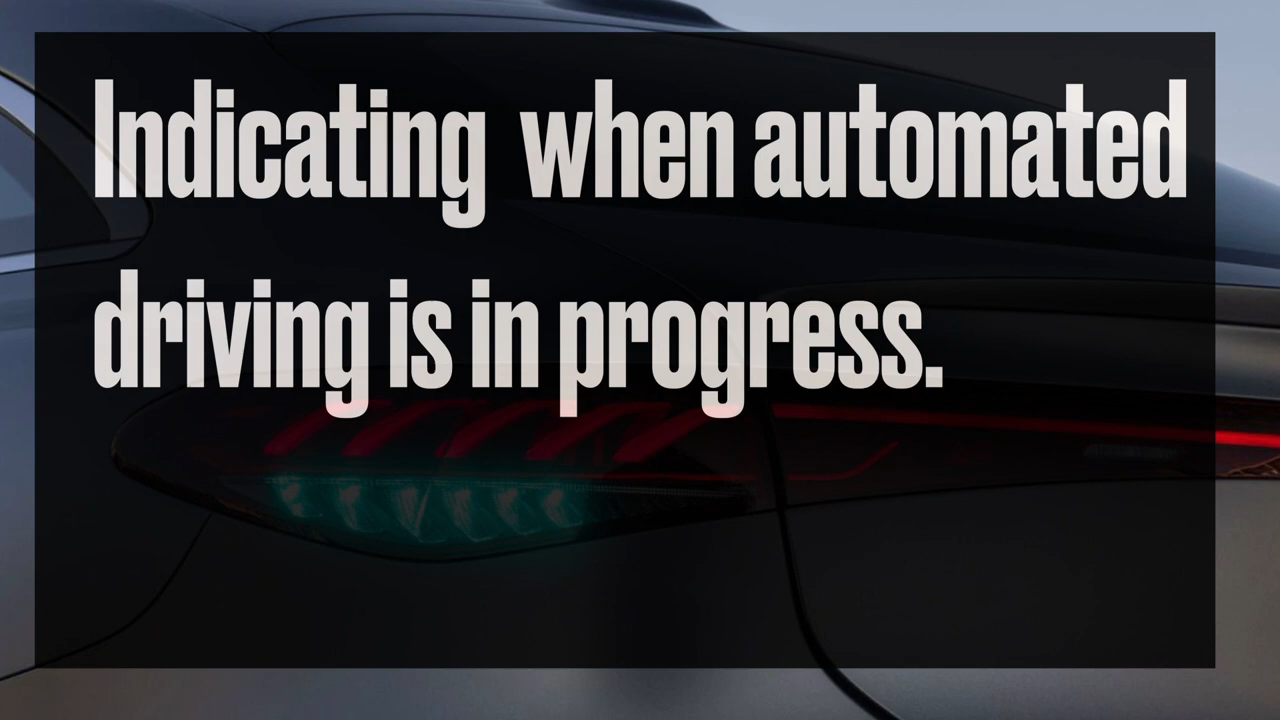 Indicating  when automated
driving is in progress.